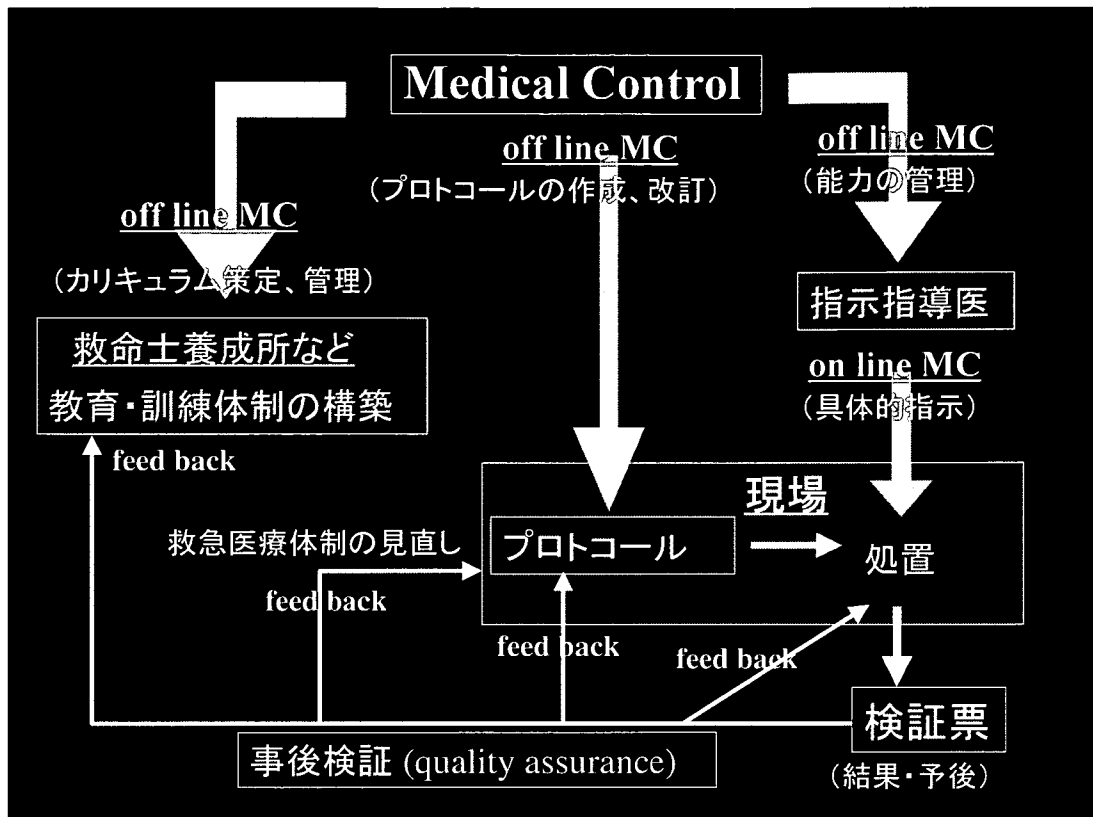 Medical Control
off line MC
(プロトコールの作成、改訂)
off line MC
(能力の管理)
off line MC
(カリキュラム策定、管理)
指示指導医
救命士養成所など
教育・訓練体制の構築
on line MC
(具体的指示)
feed back
現場
救急医療体制の見直し
プロトコール
処置
feed back
feed back
feed back
検証票
事後検証 (quality assurance)
(結果・予後)